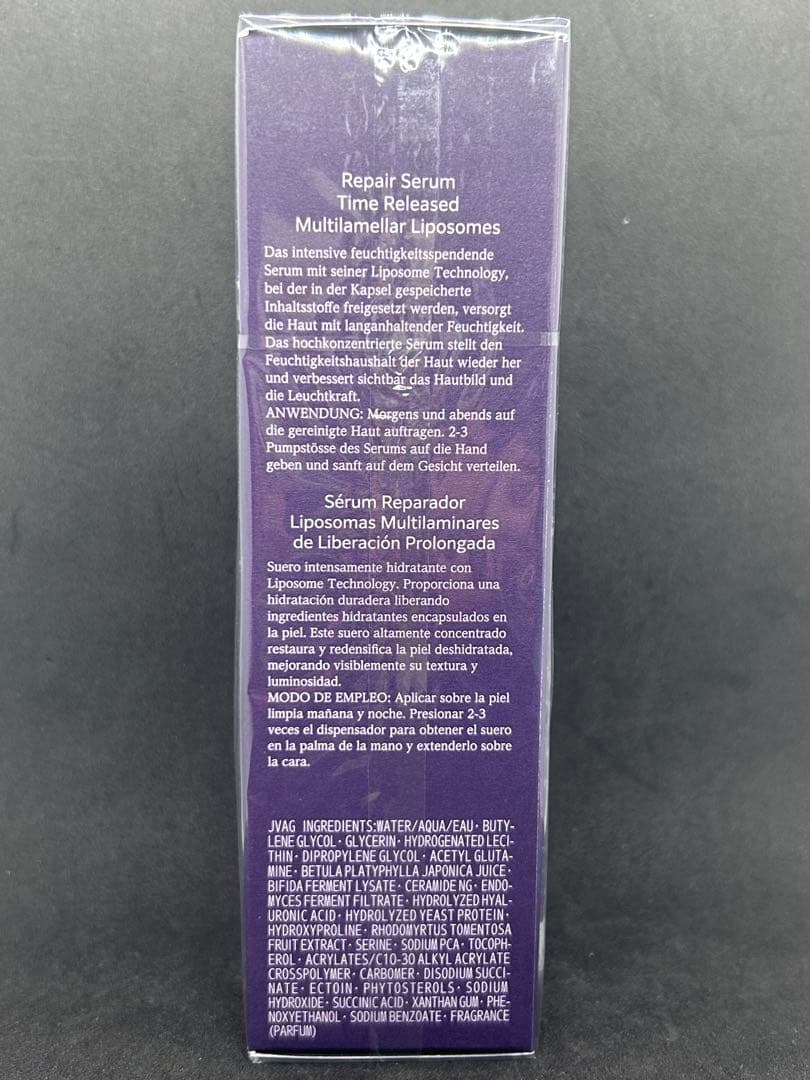 Repair Serum
Time Released
Multilamellar Liposomes
Das intensive feuchtigkeitsspendende
Serum mit seiner Liposome Technology,
bei der in der Kapsel gespeicherte
Inhaltsstoffe freigesetzt werden, versorgt
die Haut mit langanhaltender Feuchtigkeit.
Das hochkonzentrierte Serum stellt den
Feuchtigkeitshaushalt der Haut wieder her
und verbessert sichtbar das Hautbild und
die Leuchtkraft.
ANWENDUNG: Morgens und abends auf
die gereinigte Haut auftragen. 2-3
Pumpstösse des Serums auf die Hand
geben und sanft auf dem Gesicht verteilen.
Sérum Reparador
Liposomas Multilaminares
de Liberación Prolongada
Suero intensamente hidratante con
Liposome Technology. Proporciona una
hidratación duradera liberando
ingredientes hidratantes encapsulados en
la piel. Este suero altamente concentrado
restaura y redensifica la piel deshidratada,
mejorando visiblemente su textura y
luminosidad.
MODO DE EMPLEO: Aplicar sobre la piel
limpia mañana y noche. Presionar 2-3
veces el dispensador para obtener el suero
en la palma de la mano y extenderlo sobre
la cara.
JVAG INGREDIENTS:WATER/AQUA/EAU· BUTY-
LENE GLYCOL· GLYCERIN· HYDROGENATED LECI-
THIN· DIPROPYLENE GLYCOL· ACETYL GLUTA-
MINE· BETULA PLATYPHYLLA JAPONICA JUICE·
BIFIDA FERMENT LYSATE· CERAMIDE NG· ENDO-
MYCES FERMENT FILTRATE· HYDROLYZED HYAL-
URONIC ACID· HYDROLYZED YEAST PROTEIN·
HYDROXYPROLINE· RHODOMYRTUS TOMENTOSA
FRUIT EXTRACT· SERINE· SODIUM PCA· TOCOPH-
EROL· ACRYLATES/C10-30 ALKYL ACRYLATE
CROSSPOLYMER· CARBOMER· DISODIUM SUCCI-
NATE· ECTOIN· PHYTOSTEROLS· SODIUM
HYDROXIDE· SUCCINIC ACID· XANTHAN GUM· PHE-
NOXYETHANOL· SODIUM BENZOATE· FRAGRANCE
(PARFUM)